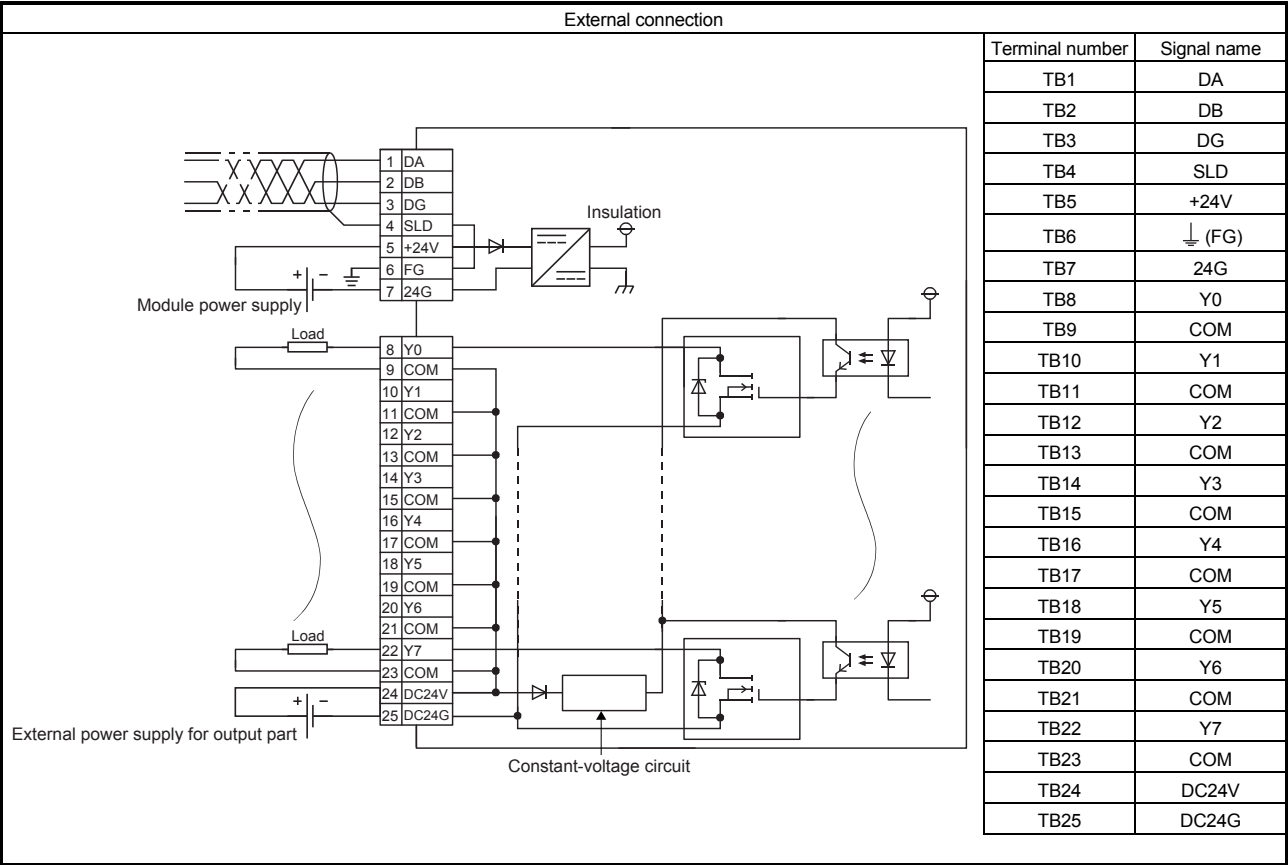 External connection
Terminal number Signal name
TB1 DA
TB2 DB
TB3 DG
TB4 SLD
TB5 +24V
TB6 ⏚ (FG)
TB7 24G
TB8 Y0
TB9 COM
TB10 Y1
TB11 COM
TB12 Y2
TB13 COM
TB14 Y3
TB15 COM
TB16 Y4
TB17 COM
TB18 Y5
TB19 COM
TB20 Y6
TB21 COM
TB22 Y7
TB23 COM
TB24 DC24V
TB25 DC24G
1 DA
2 DB
3 DG
4 SLD
5 +24V
6 FG
7 24G
Insulation
+ −
Module power supply
Load
8 Y0
9 COM
10 Y1
11 COM
12 Y2
13 COM
14 Y3
15 COM
16 Y4
17 COM
18 Y5
19 COM
20 Y6
21 COM
22 Y7
23 COM
24 DC24V
25 DC24G
Load
+ −
External power supply for output part
Constant-voltage circuit